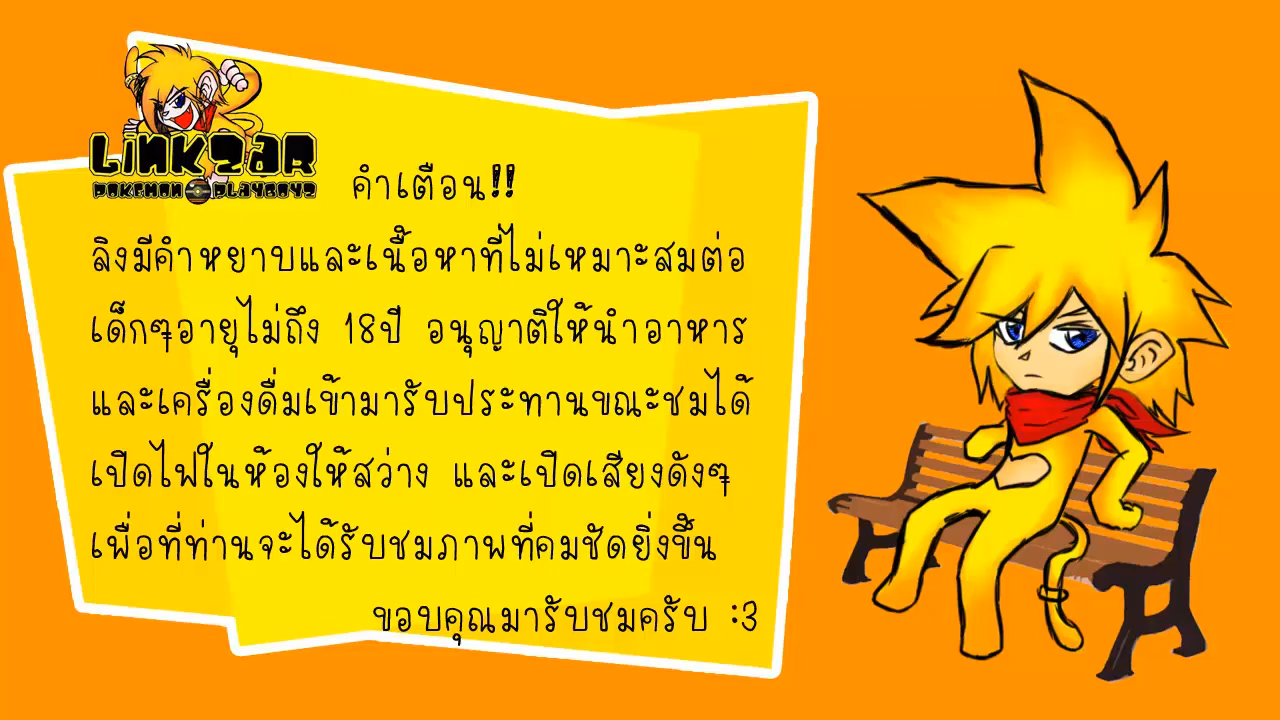 LINKZAR
POKEMON PLAYBOYZ
คำเตือน!!
ลิงมีคำหยาบและเนื้อหาที่ไม่เหมาะสมต่อ
เด็กๆอายุไม่ถึง 18ปี อนุญาติให้นำอาหาร
และเครื่องดื่มเข้ามารับประทานขณะชมได้
เปิดไฟในห้องให้สว่าง และเปิดเสียงดังๆ
เพื่อที่ท่านจะได้รับชมภาพที่คมชัดยิ่งขึ้น
ขอบคุณมารับชมครับ :3